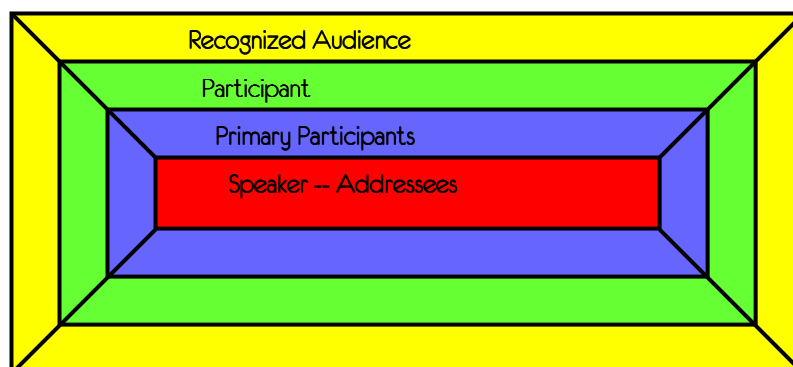 Recognized Audience
Participant
Primary Participants
Speaker -- Addressees